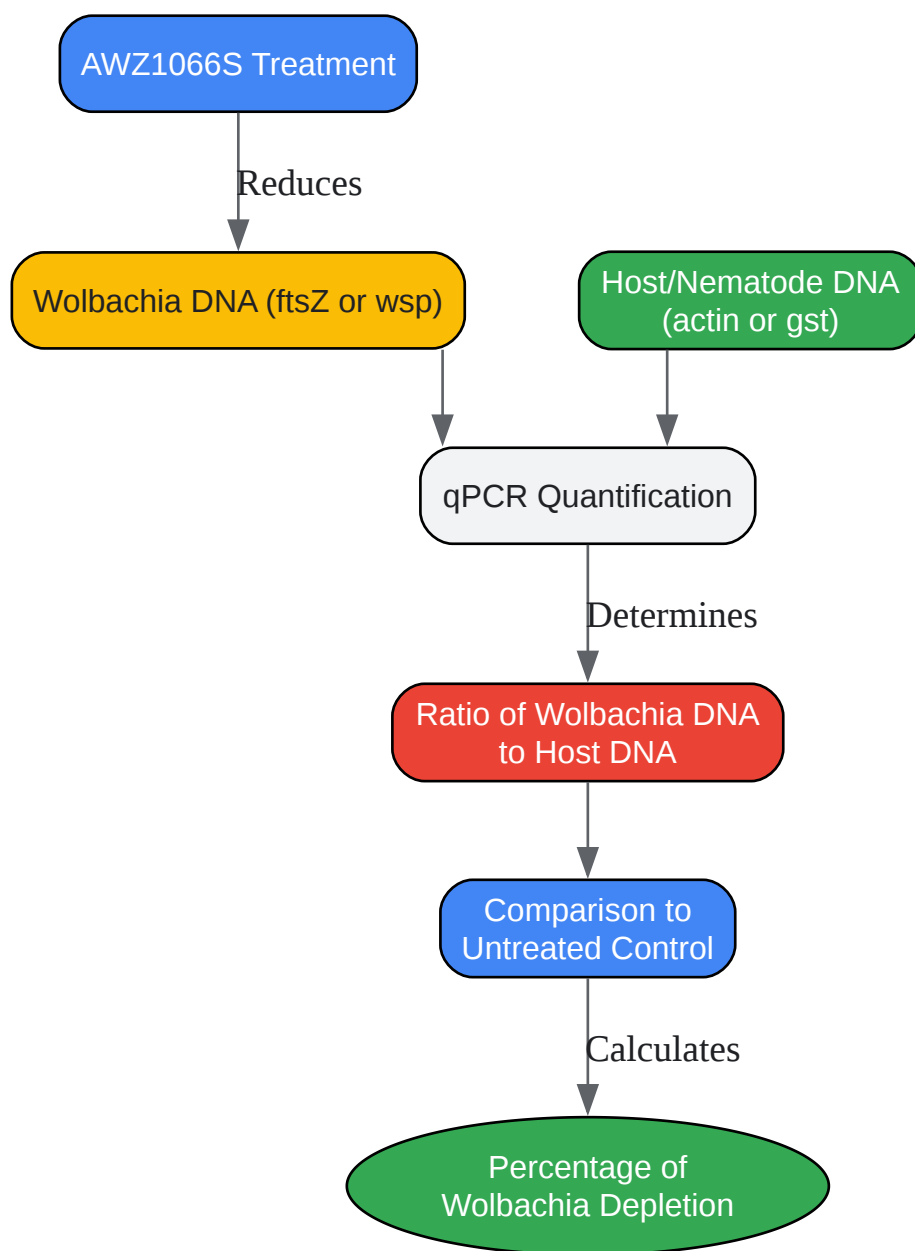 AWZ1066S Treatment
Reduces
Wolbachia DNA (ftsZ or wsp)
Host/Nematode DNA
(actin or gst)
qPCR Quantification
Determines
Ratio of Wolbachia DNA
to Host DNA
Comparison to
Untreated Control
Calculates
Percentage of
Wolbachia Depletion